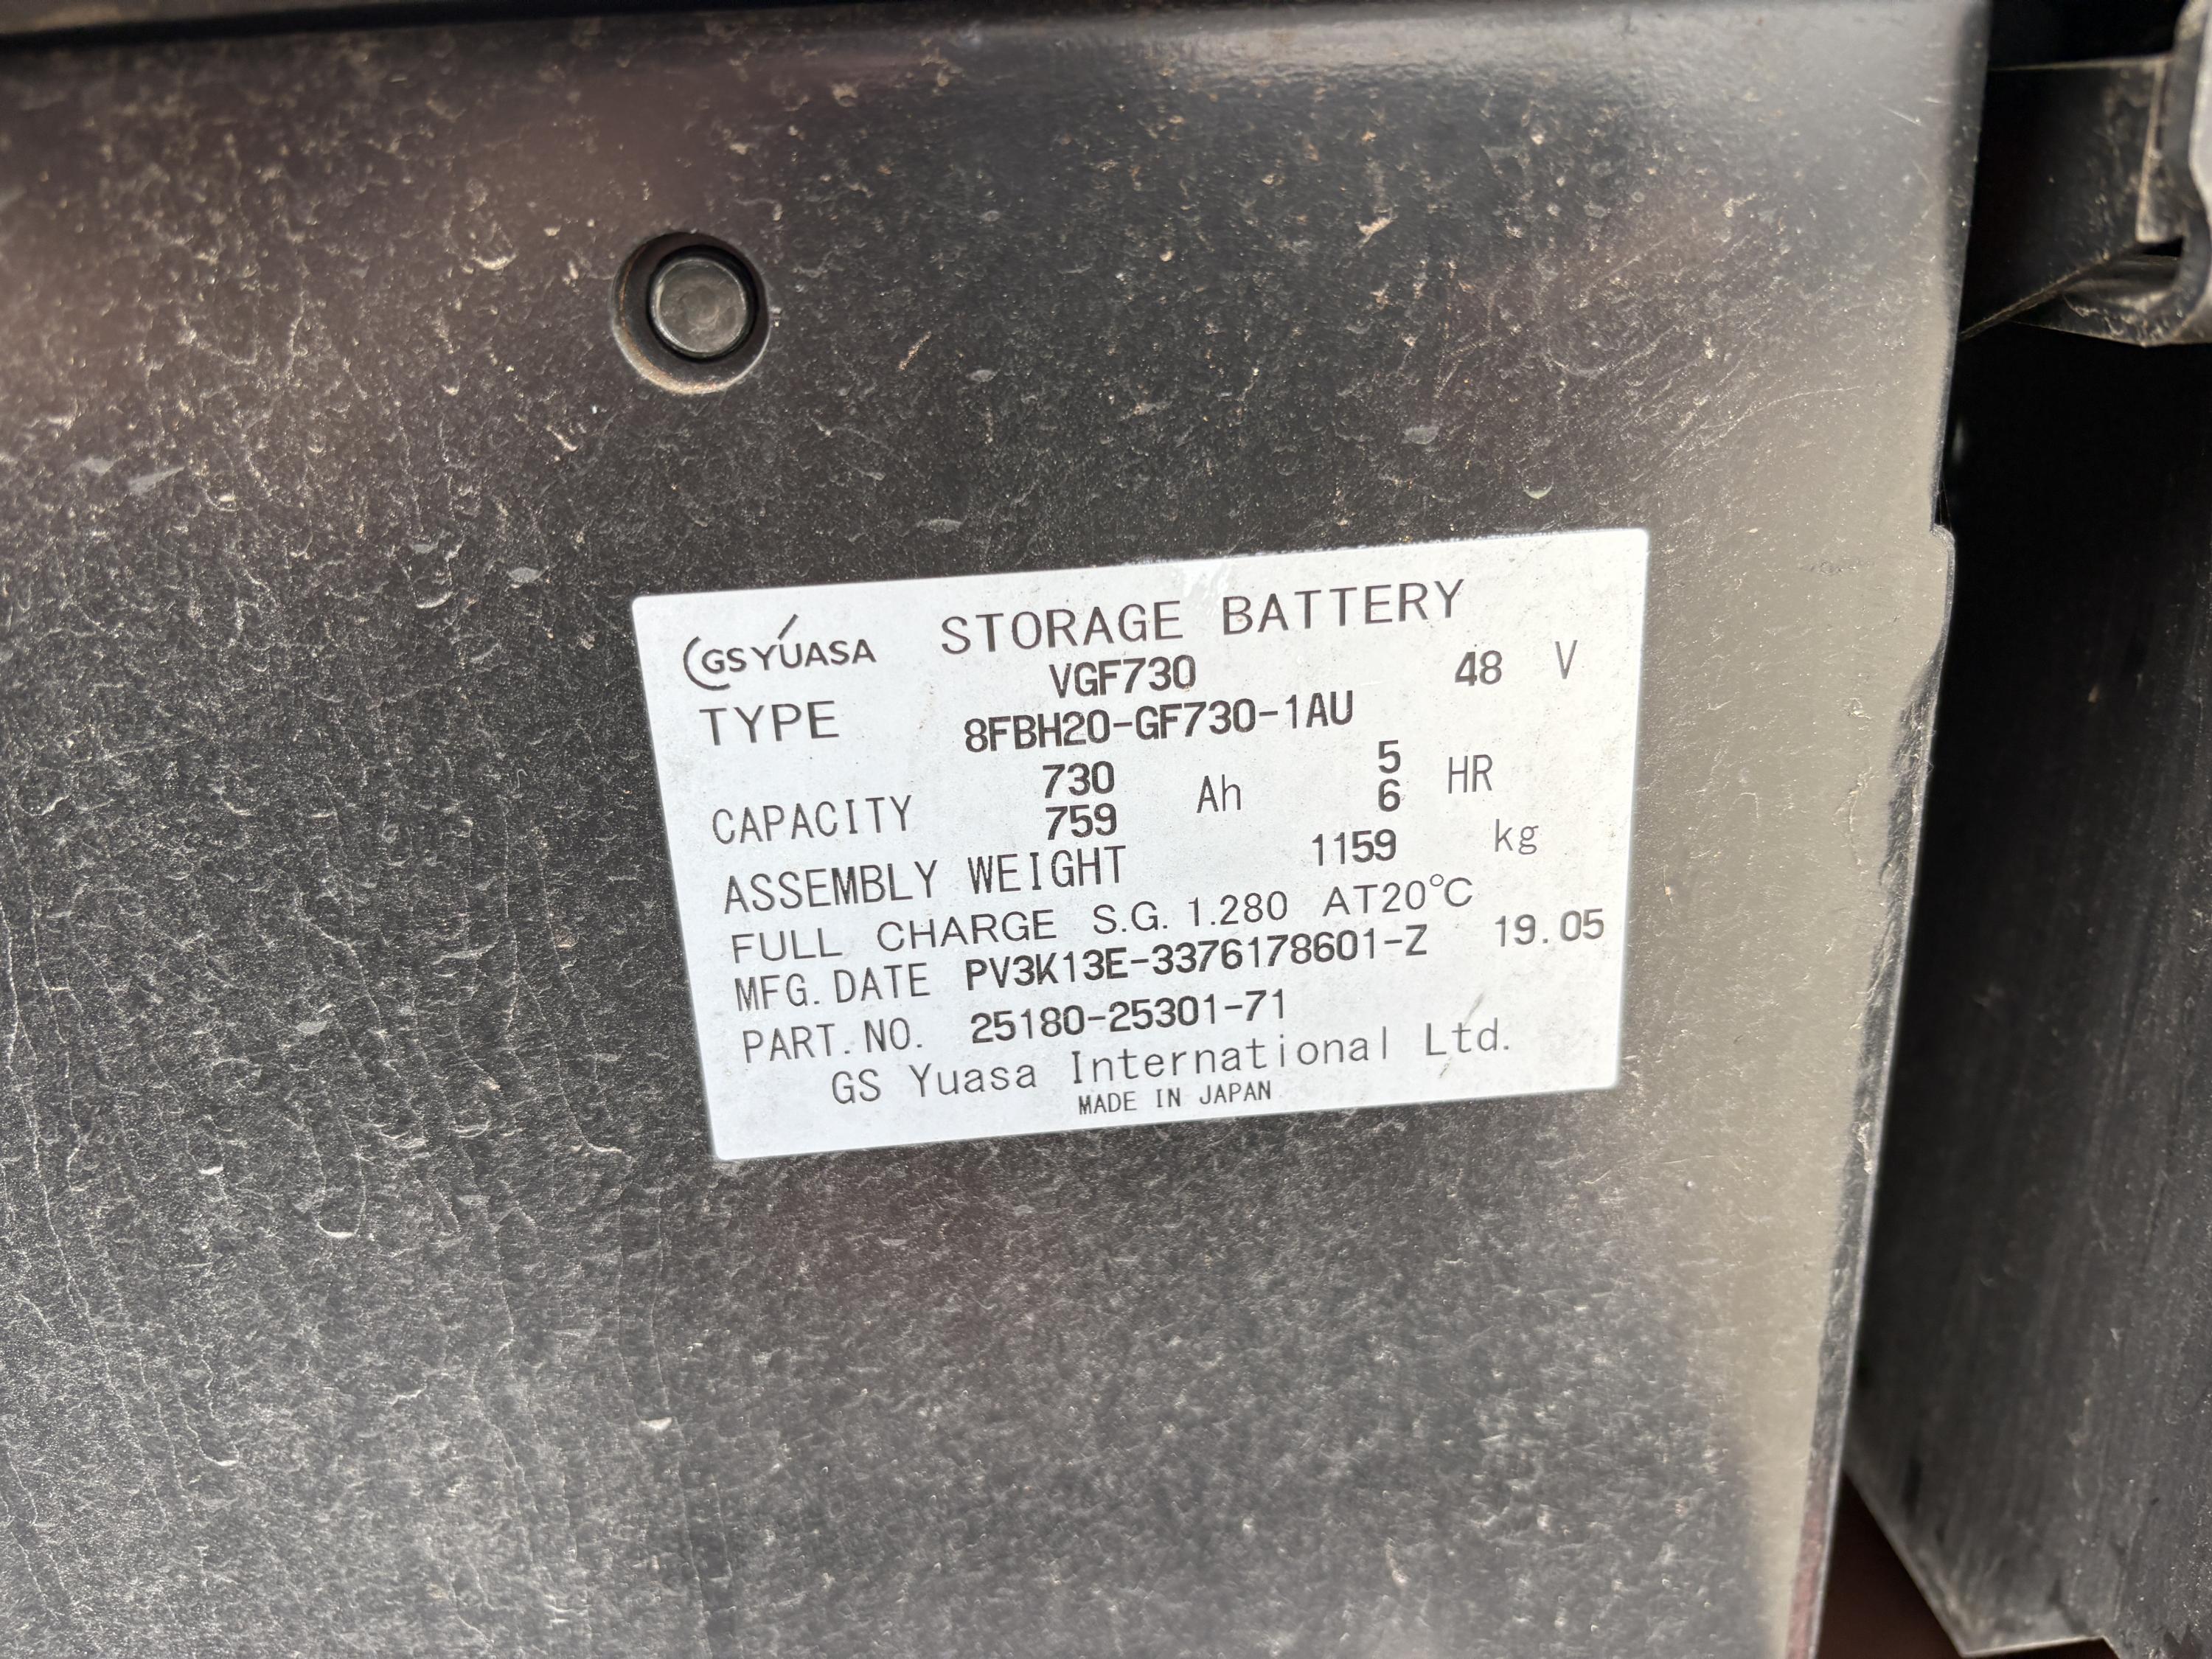 GS YUASA STORAGE BATTERY
VGF730 48 V
TYPE 8FBH20-GF730-1AU
730 5
CAPACITY Ah HR
759 6
ASSEMBLY WEIGHT 1159 kg
FULL CHARGE S.G. 1.280 AT20°C
MFG. DATE PV3K13E-3376178601-Z 19.05
PART. NO. 25180-25301-71
GS Yuasa International Ltd.
MADE IN JAPAN